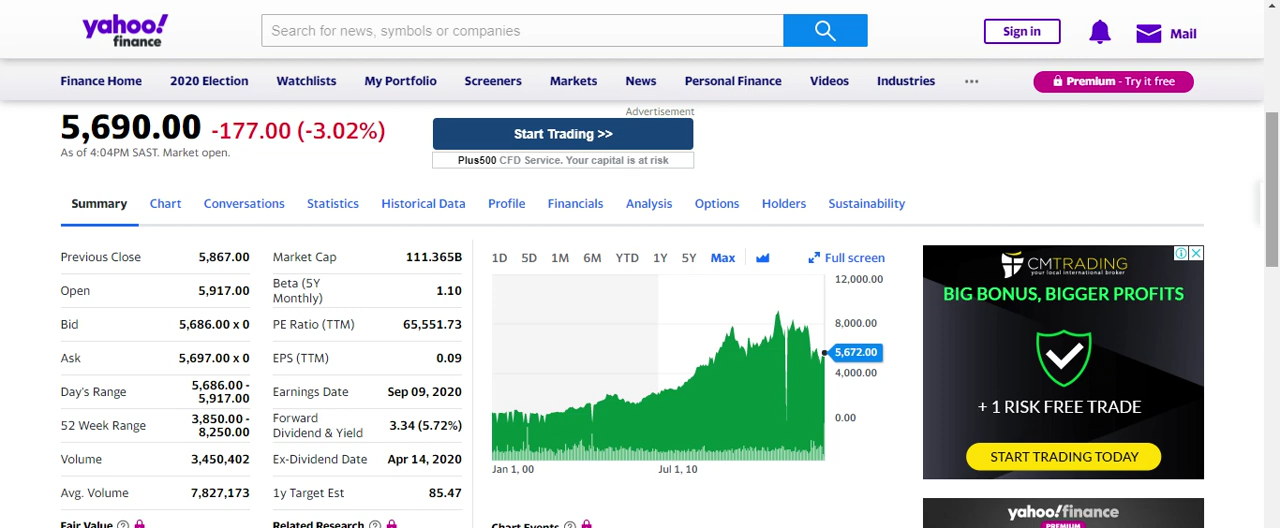 yahoo!
finance
Search for news, symbols or companies
Sign in
Mail
Finance Home 2020 Election Watchlists My Portfolio Screeners Markets News Personal Finance Videos Industries ...
Premium - Try it free
5,690.00 -177.00 (-3.02%)
As of 4:04PM SAST. Market open.
Advertisement
Start Trading >>
Plus500 CFD Service. Your capital is at risk
Summary Chart Conversations Statistics Historical Data Profile Financials Analysis Options Holders Sustainability
Previous Close 5,867.00
Open 5,917.00
Bid 5,686.00 x 0
Ask 5,697.00 x 0
Day's Range 5,686.00 -
5,917.00
52 Week Range 3,850.00 -
8,250.00
Volume 3,450,402
Avg. Volume 7,827,173
Fair Value
Market Cap 111.365B
Beta (5Y
Monthly) 1.10
PE Ratio (TTM) 65,551.73
EPS (TTM) 0.09
Earnings Date Sep 09, 2020
Forward
Dividend & Yield 3.34 (5.72%)
Ex-Dividend Date Apr 14, 2020
1y Target Est 85.47
Related Research
1D 5D 1M 6M YTD 1Y 5Y Max
Full screen
12,000.00
8,000.00
5,672.00
4,000.00
0.00
Jan 1, 00 Jul 1, 10
Chart Events
CMTRADING
your local international broker
BIG BONUS, BIGGER PROFITS
+ 1 RISK FREE TRADE
START TRADING TODAY
yahoo!finance
PREMIUM